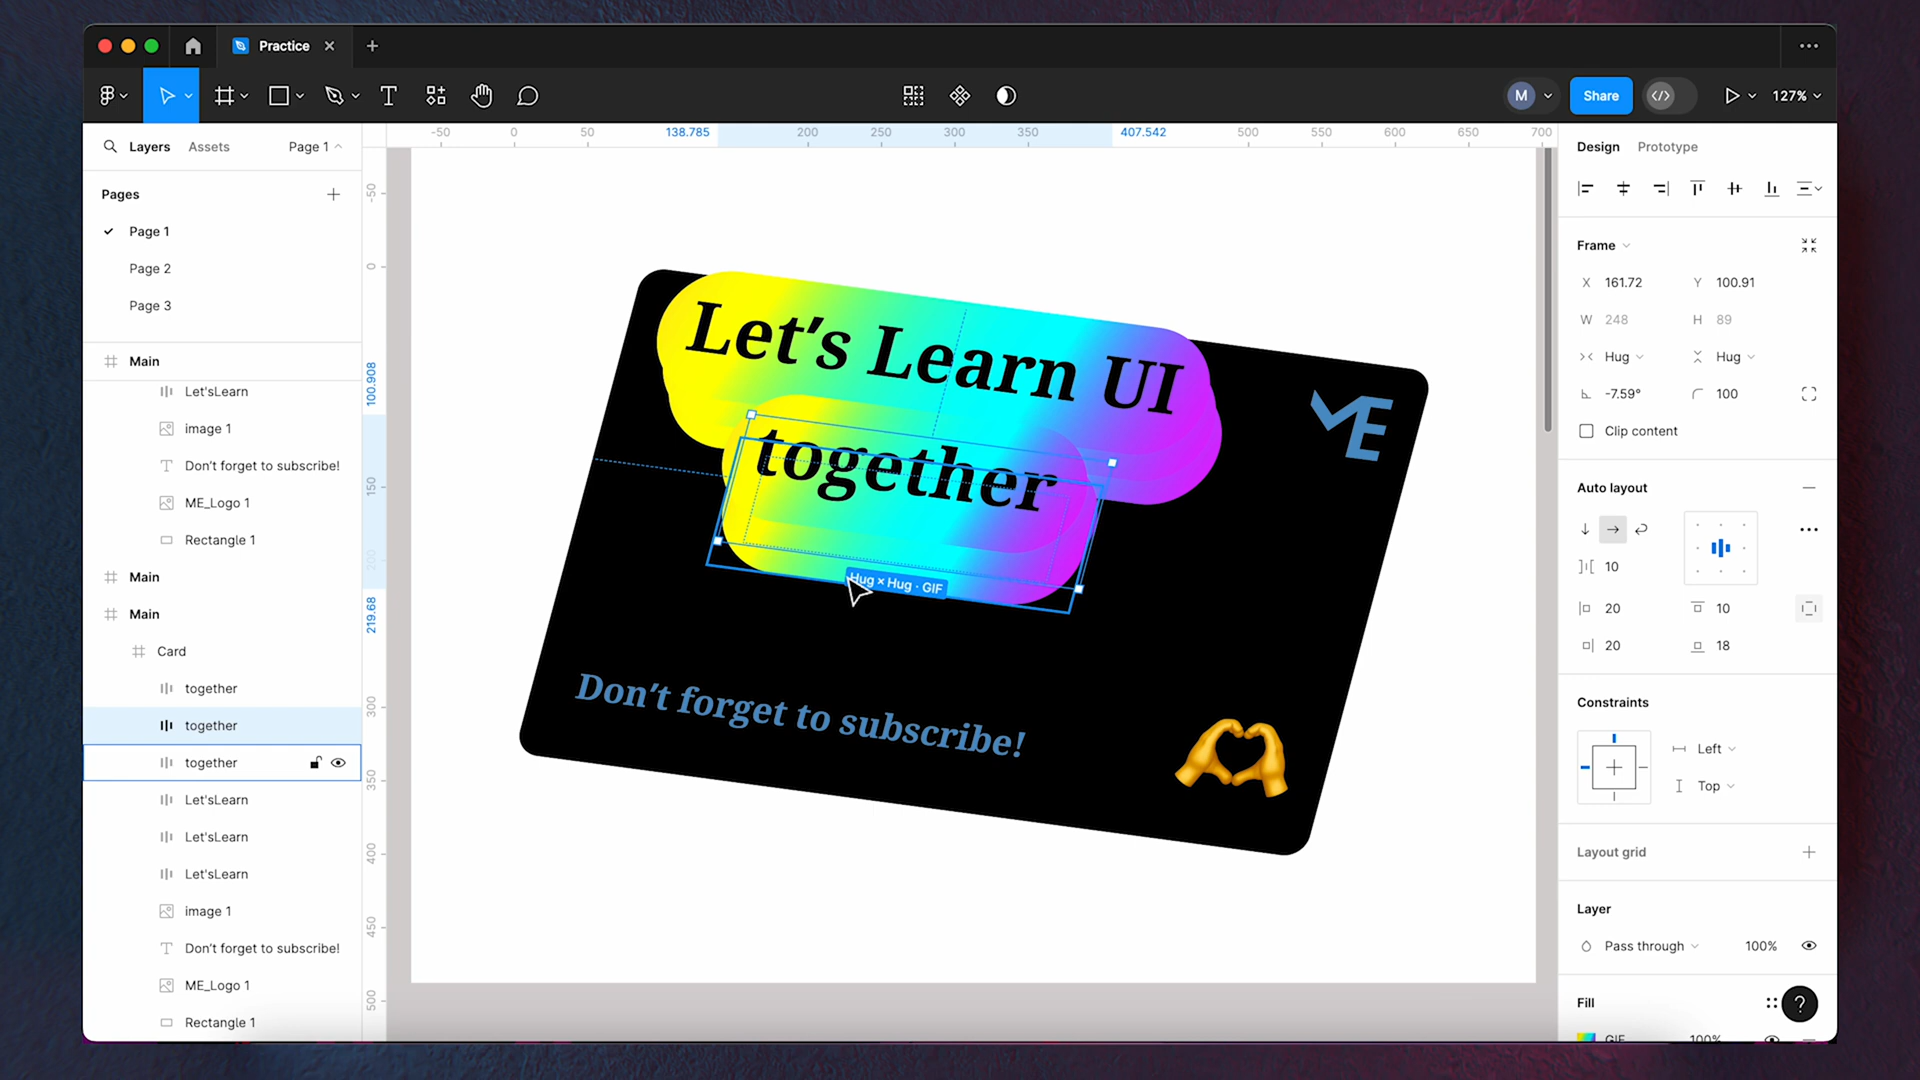 Practice
M
Share
127%
Layers
Assets
Page 1
Pages
Page 1
Page 2
Page 3
Main
Let'sLearn
image 1
Don't forget to subscribe!
ME_Logo 1
Rectangle 1
Main
Main
Card
together
together
together
Let'sLearn
Let'sLearn
Let'sLearn
image 1
Don't forget to subscribe!
ME_Logo 1
Rectangle 1
-50 0 50 138.785 200 250 300 350 407.542 500 550 600 650 700
-50
0
100.908
150
200
219.68
300
350
400
450
500
Let's Learn UI
together
ME
Hug × Hug · GIF
Don't forget to subscribe!
Design
Prototype
Frame
X 161.72 Y 100.91
W 248 H 89
Hug Hug
-7.59° 100
Clip content
Auto layout
10
20 10
20 18
Constraints
Left
Top
Layout grid
Layer
Pass through 100%
Fill
?
GIF 100%